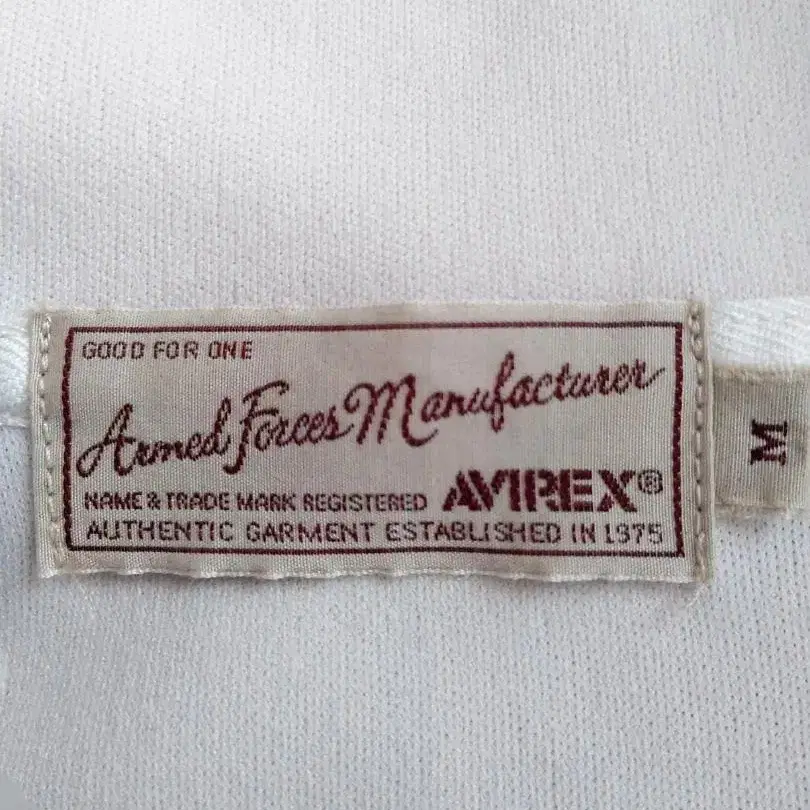 GOOD FOR ONE
Armed Forces Manufacturer
NAME & TRADE MARK REGISTERED AVIREX®
AUTHENTIC GARMENT ESTABLISHED IN 1975
M